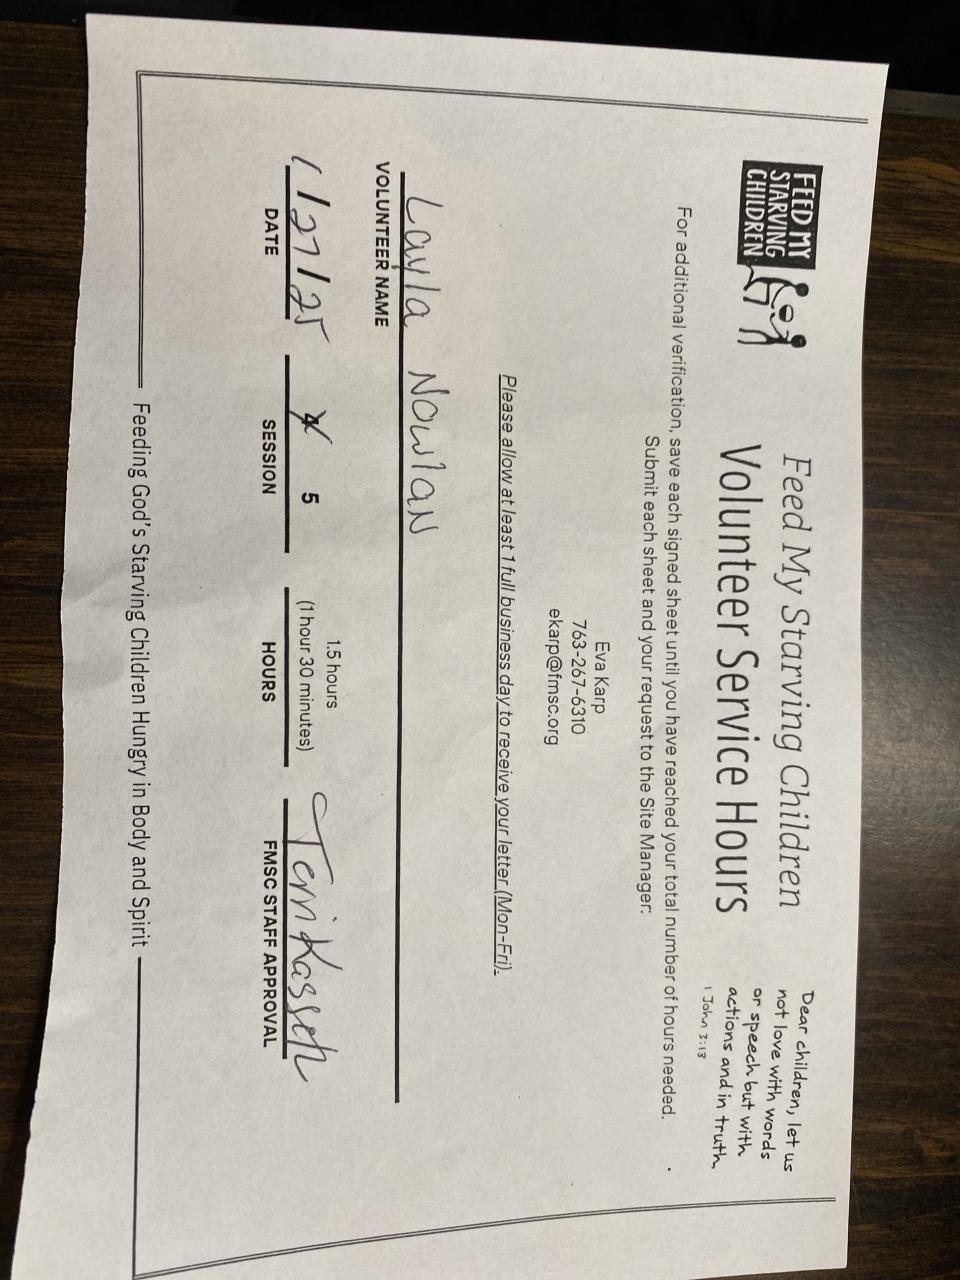 FEED MY
STARVING
CHILDREN
Feed My Starving Children
Volunteer Service Hours
Dear children, let us
not love with words
or speech but with
actions and in truth,
1 John 3:18
For additional verification, save each signed sheet until you have reached your total number of hours needed.
Submit each sheet and your request to the Site Manager:
Eva Karp
763-267-6310
ekarp@fmsc.org
Please allow at least 1 full business day to receive your letter (Mon-Fri).
Layla Nowlan
VOLUNTEER NAME
1/27/25 4 5 1.5 hours
(1 hour 30 minutes) Terri
DATE SESSION HOURS FMSC STAFF APPROVAL
Feeding God's Starving Children Hungry in Body and Spirit